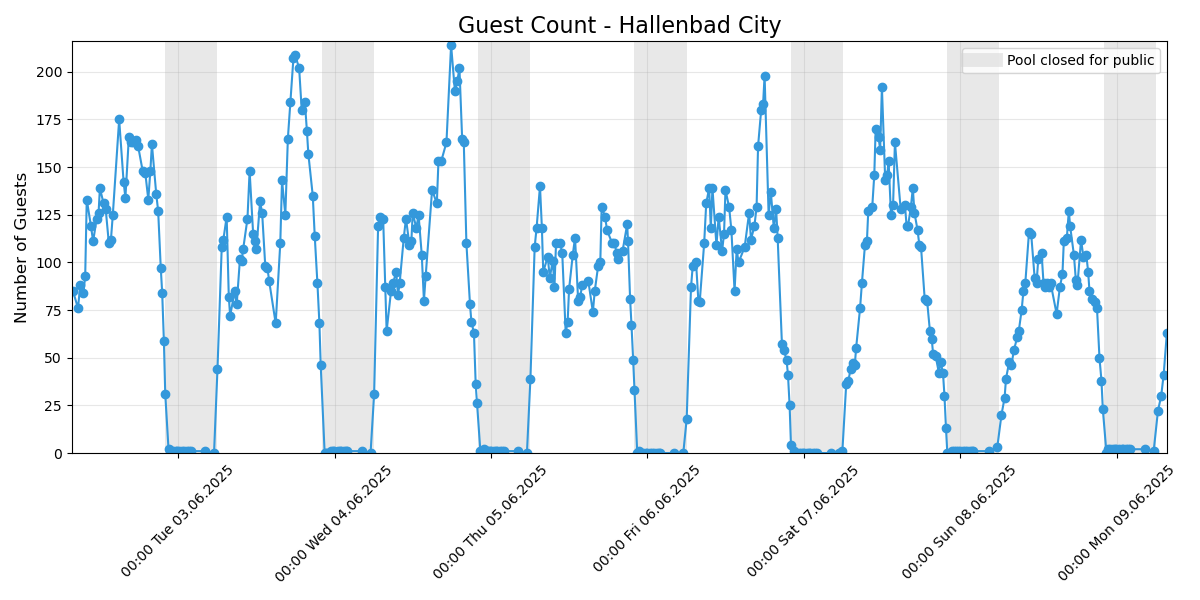 Guest Count - Hallenbad City
Pool closed for public
Number of Guests
200
175
150
125
100
75
50
25
0
00:00 Tue 03.06.2025
00:00 Wed 04.06.2025
00:00 Thu 05.06.2025
00:00 Fri 06.06.2025
00:00 Sat 07.06.2025
00:00 Sun 08.06.2025
00:00 Mon 09.06.2025